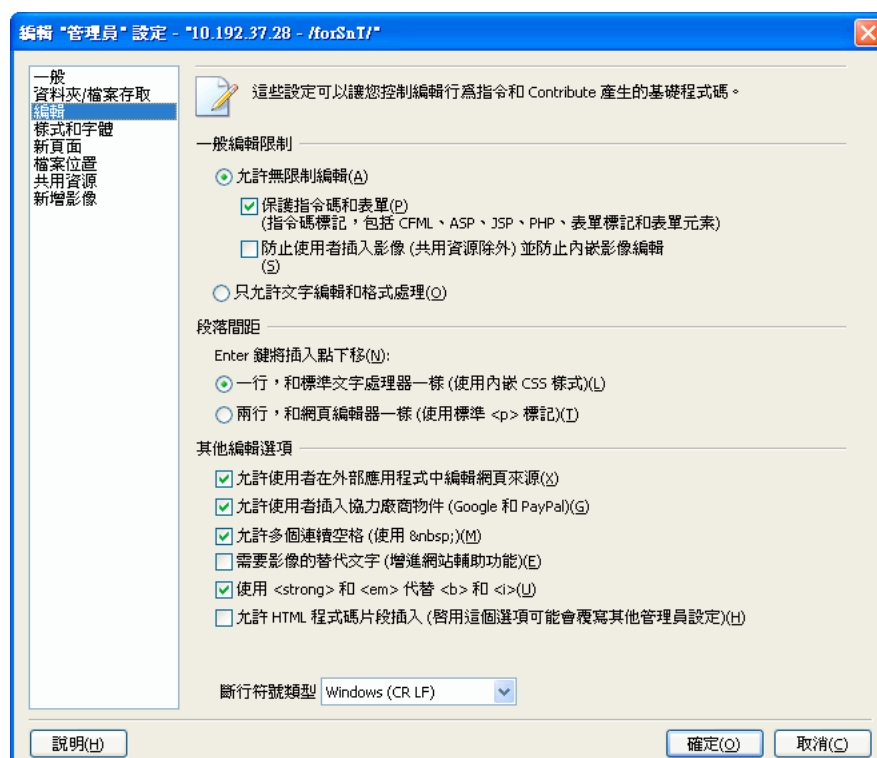 編輯 "管理員" 設定 - "10.192.37.28 - /forSnT/"
一般
資料夾/檔案存取
編輯
樣式和字體
新頁面
檔案位置
共用資源
新增影像
這些設定可以讓您控制編輯行為指令和 Contribute 產生的基礎程式碼。
一般編輯限制
允許無限制編輯(A)
保護指令碼和表單(P)
(指令碼標記，包括 CFML、ASP、JSP、PHP、表單標記和表單元素)
防止使用者插入影像 (共用資源除外) 並防止內嵌影像編輯
(S)
只允許文字編輯和格式處理(O)
段落間距
Enter 鍵將插入點下移(N):
一行，和標準文字處理器一樣 (使用內嵌 CSS 樣式)(L)
兩行，和網頁編輯器一樣 (使用標準 <p> 標記)(T)
其他編輯選項
允許使用者在外部應用程式中編輯網頁來源(X)
允許使用者插入協力廠商物件 (Google 和 PayPal)(G)
允許多個連續空格 (使用 &nbsp;)(M)
需要影像的替代文字 (增進網站輔助功能)(E)
使用 <strong> 和 <em> 代替 <b> 和 <i>(U)
允許 HTML 程式碼片段插入 (啟用這個選項可能會覆寫其他管理員設定)(H)
斷行符號類型 Windows (CR LF)
說明(H)
確定(O)
取消(C)